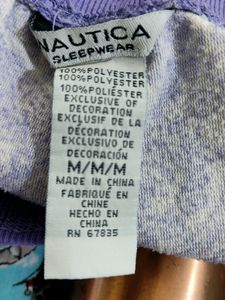 NAUTICA
SLEEPWEAR
100%POLYESTER
100%POLYESTER
100%POLIÉSTER
EXCLUSIVE OF
DECORATION
EXCLUSIF DE LA
DÉCORATION
EXCLUSIVO DE
DECORACIÓN
M/M/M
MADE IN CHINA
FABRIQUÉ EN
CHINE
HECHO EN
CHINA
RN 67835